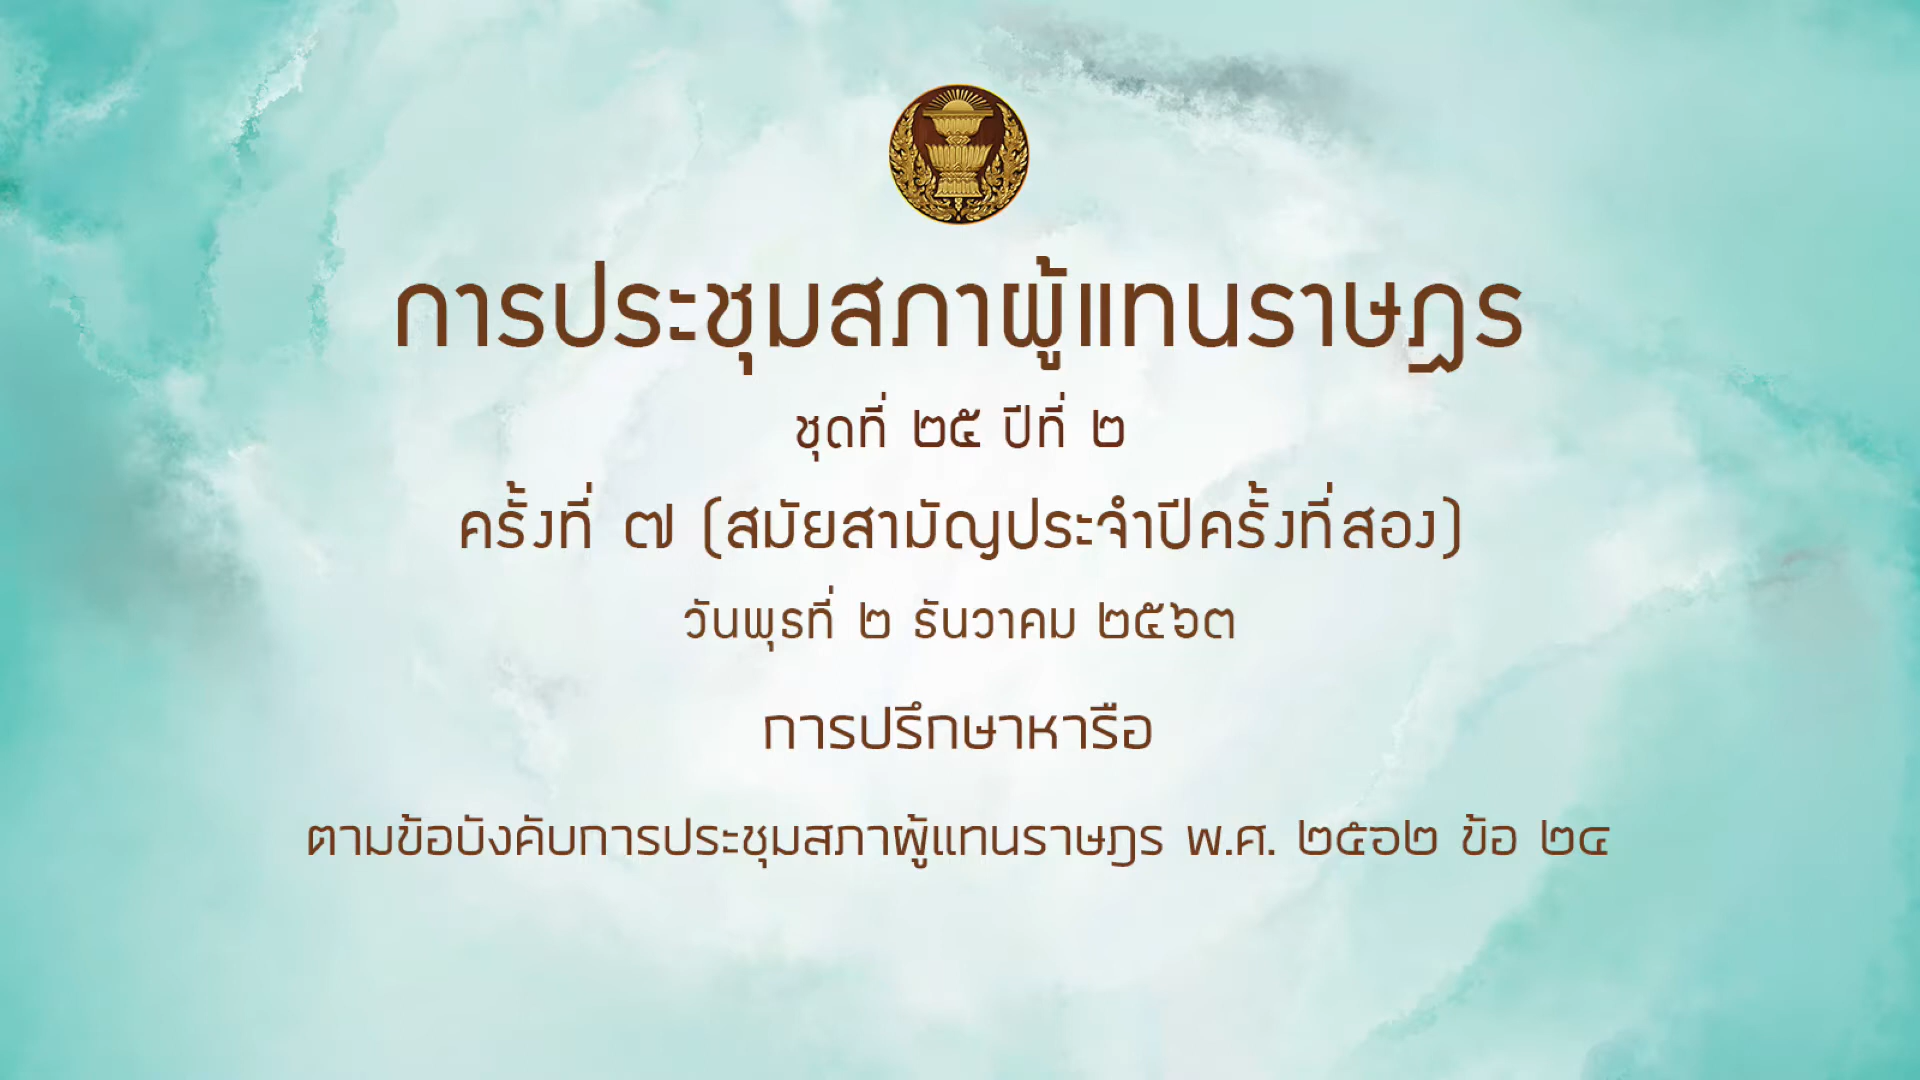 การประชุมสภาผู้แทนราษฎร
ชุดที่ ๒๕ ปีที่ ๒
ครั้งที่ ๗ (สมัยสามัญประจำปีครั้งที่สอง)
วันพุธที่ ๒ ธันวาคม ๒๕๖๓
การปรึกษาหารือ
ตามข้อบังคับการประชุมสภาผู้แทนราษฎร พ.ศ. ๒๕๖๒ ข้อ ๒๔